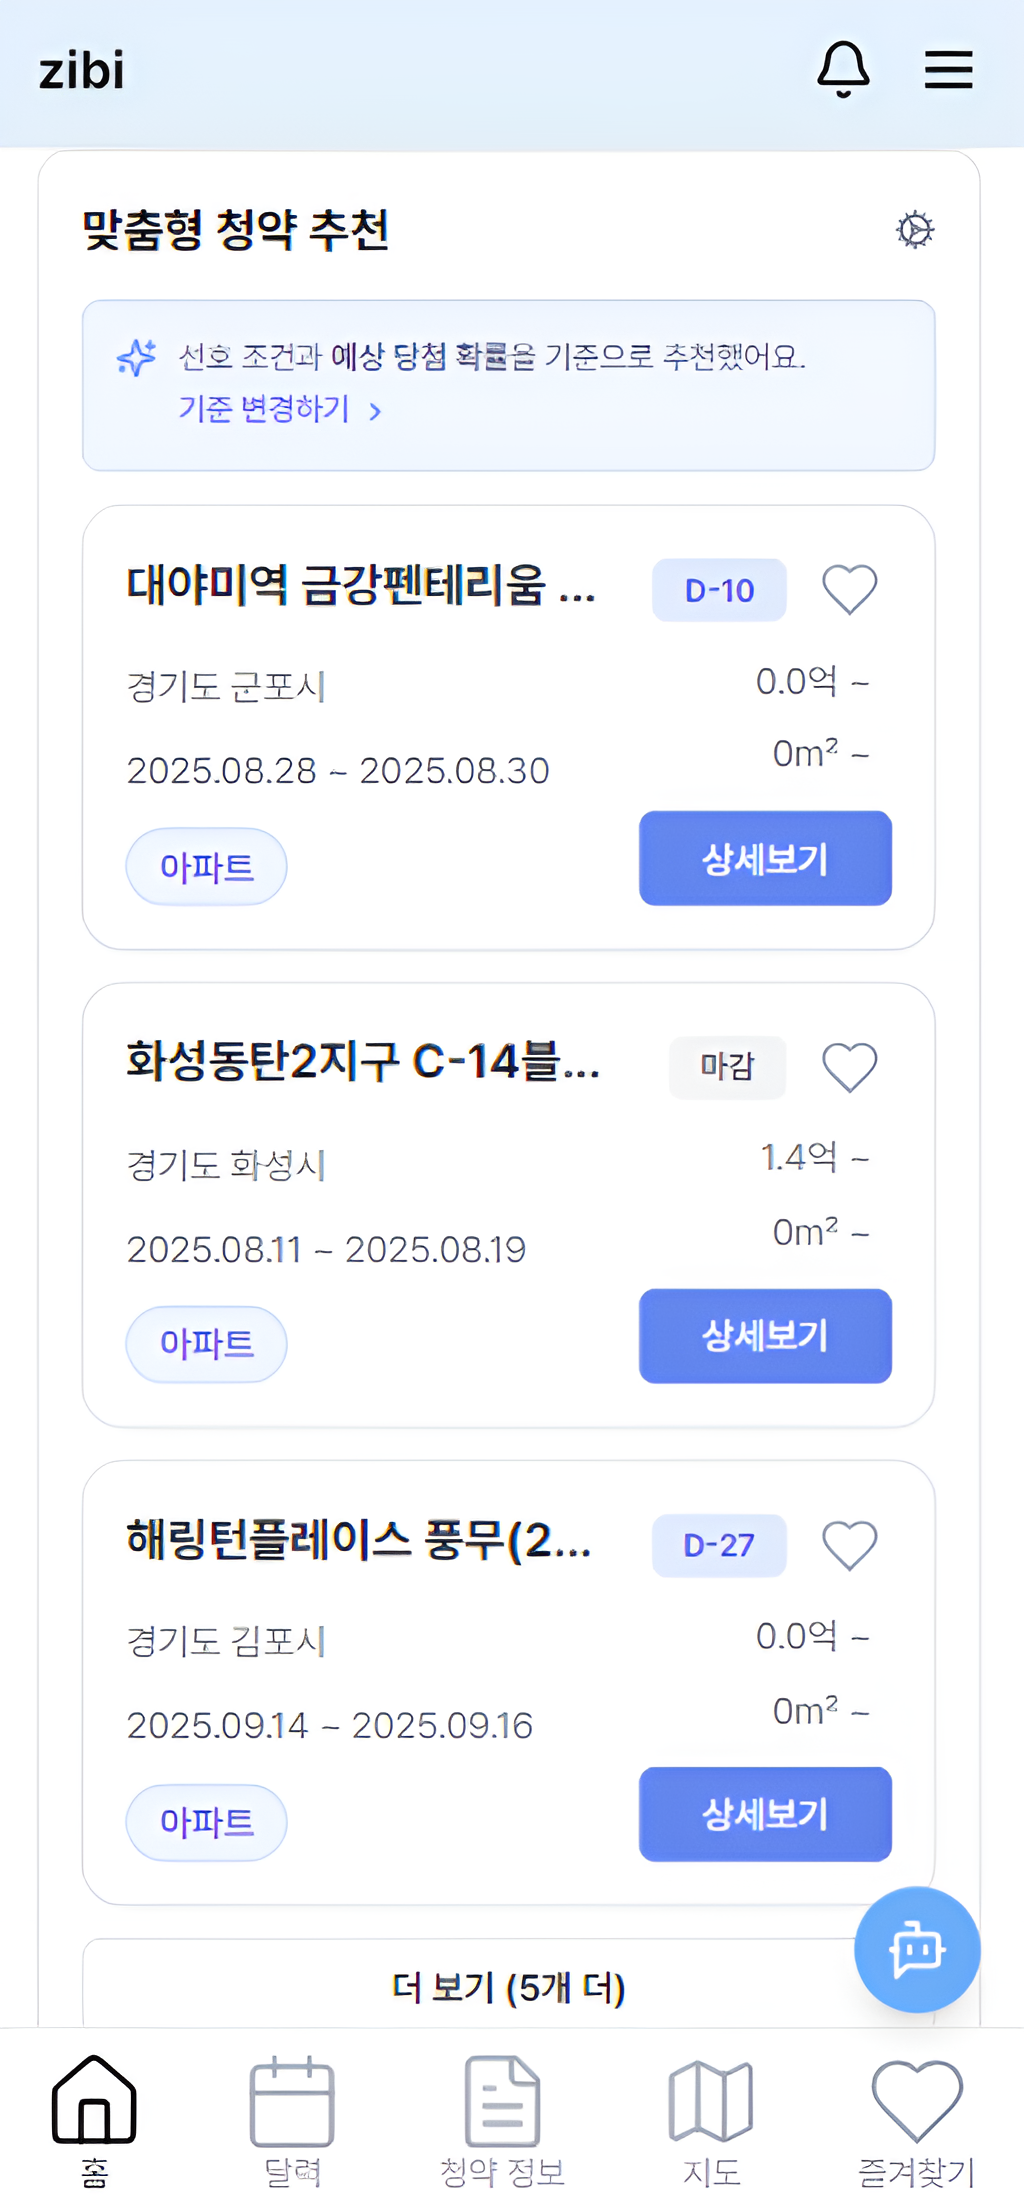 zibi
맞춤형 청약 추천
선호 조건과 예상 당첨 확률을 기준으로 추천했어요.
기준 변경하기 >
대야미역 금강펜테리움 ... D-10
경기도 군포시 0.0억 ~
0m² ~
2025.08.28 ~ 2025.08.30
아파트 상세보기
화성동탄2지구 C-14블... 마감
경기도 화성시 1.4억 ~
0m² ~
2025.08.11 ~ 2025.08.19
아파트 상세보기
해링턴플레이스 풍무(2... D-27
경기도 김포시 0.0억 ~
0m² ~
2025.09.14 ~ 2025.09.16
아파트 상세보기
더 보기 (5개 더)
홈 달력 청약 정보 지도 즐겨찾기